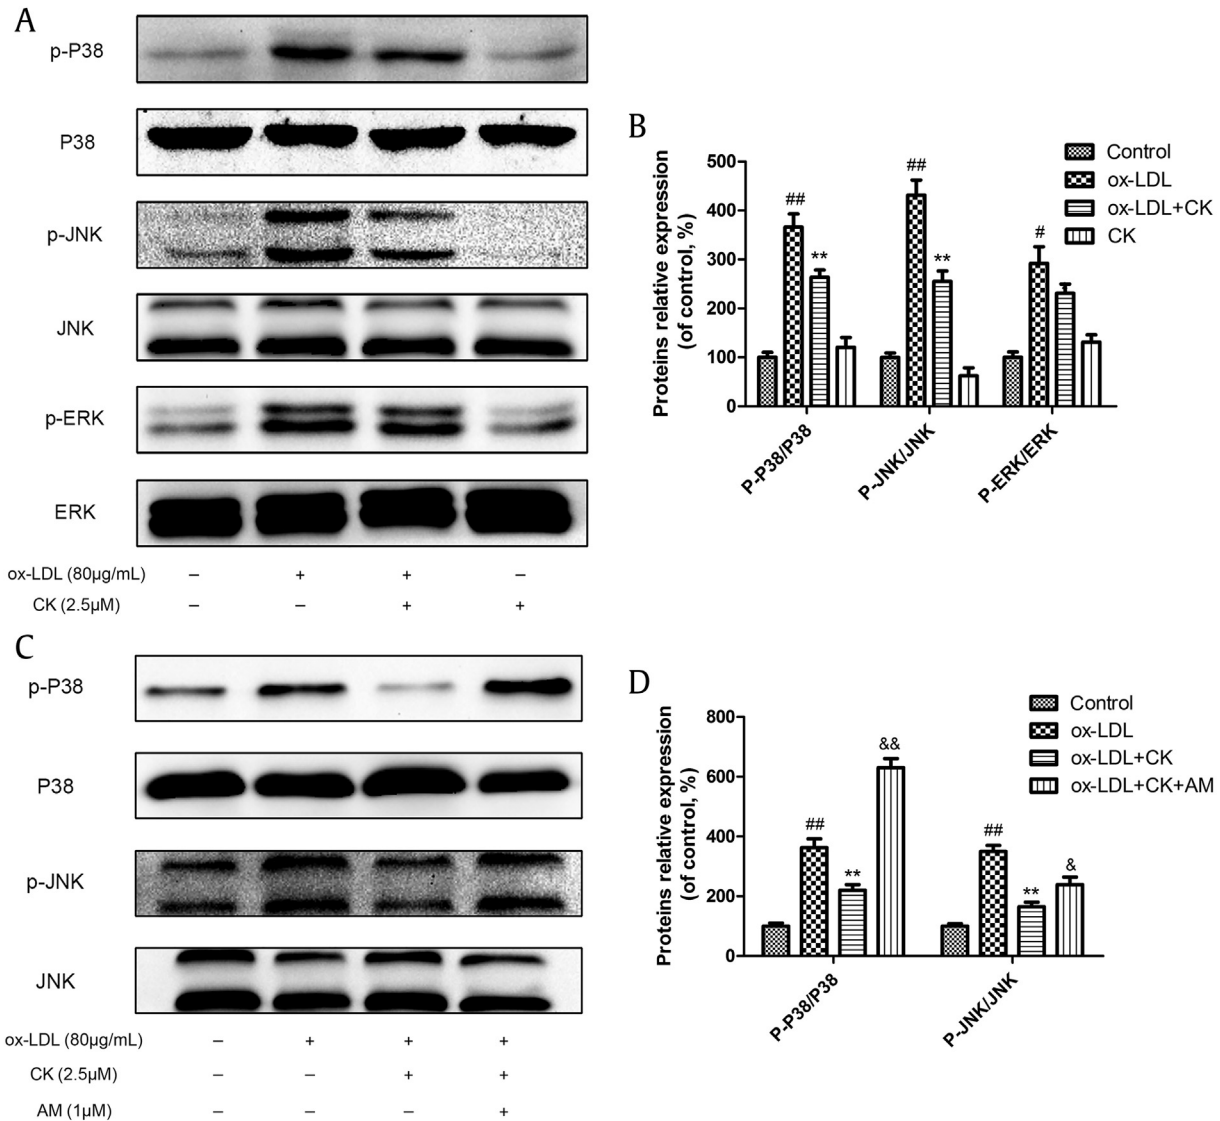 A
p-P38
P38
p-JNK
JNK
p-ERK
ERK
ox-LDL (80μg/mL) – + + –
CK (2.5μM) – – + +
B
Proteins relative expression
(of control, %)
500
400
300
200
100
0
##
**
##
**
#
P-P38/P38
P-JNK/JNK
P-ERK/ERK
Control
ox-LDL
ox-LDL+CK
CK
C
p-P38
P38
p-JNK
JNK
ox-LDL (80μg/mL) – + + +
CK (2.5μM) – – + +
AM (1μM) – – – +
D
Proteins relative expression
(of control, %)
800
600
400
200
0
##
**
&&
##
**
&
P-P38/P38
P-JNK/JNK
Control
ox-LDL
ox-LDL+CK
ox-LDL+CK+AM